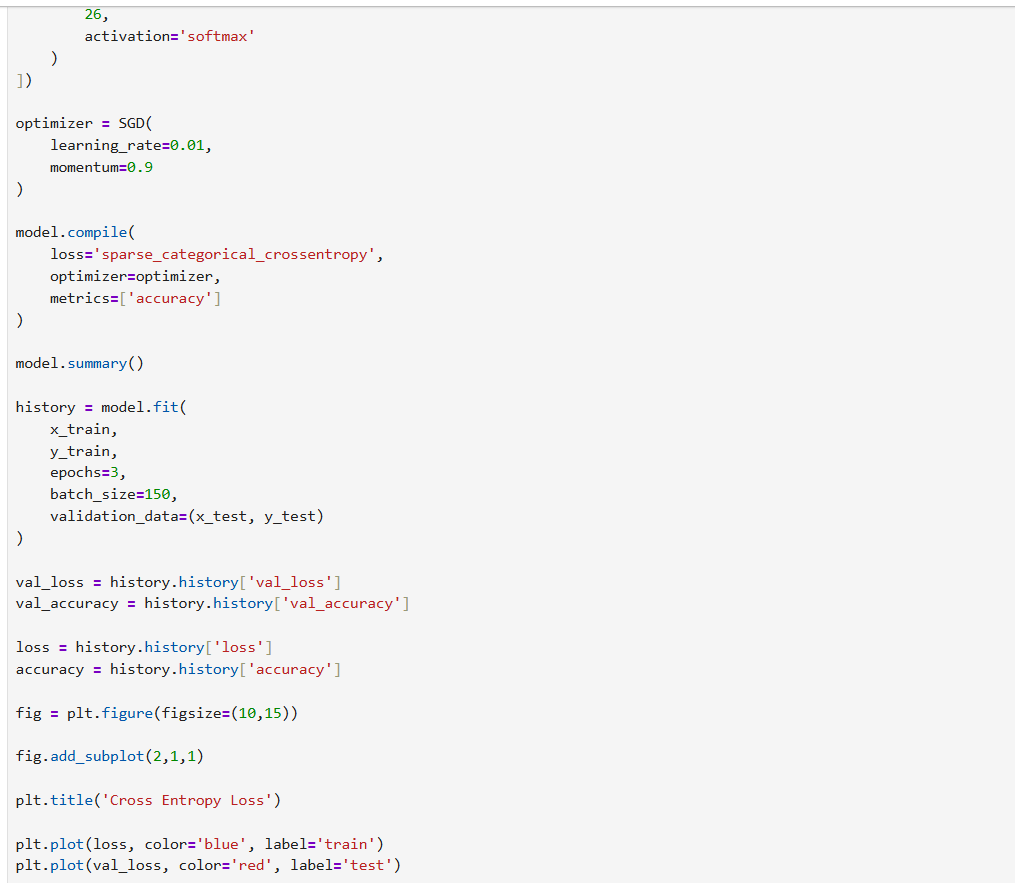 26,
        activation='softmax'
    )
])

optimizer = SGD(
    learning_rate=0.01,
    momentum=0.9
)

model.compile(
    loss='sparse_categorical_crossentropy',
    optimizer=optimizer,
    metrics=['accuracy']
)

model.summary()

history = model.fit(
    x_train,
    y_train,
    epochs=3,
    batch_size=150,
    validation_data=(x_test, y_test)
)

val_loss = history.history['val_loss']
val_accuracy = history.history['val_accuracy']

loss = history.history['loss']
accuracy = history.history['accuracy']

fig = plt.figure(figsize=(10,15))

fig.add_subplot(2,1,1)

plt.title('Cross Entropy Loss')

plt.plot(loss, color='blue', label='train')
plt.plot(val_loss, color='red', label='test')